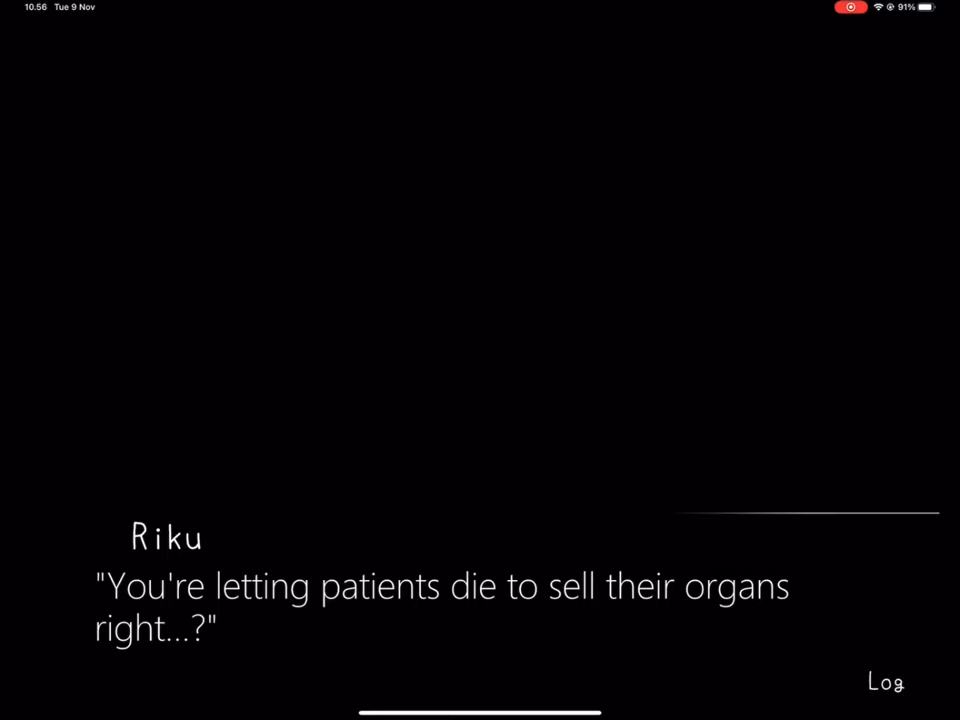 10.56 Tue 9 Nov 91%
Riku
"You're letting patients die to sell their organs
right...?"
Log